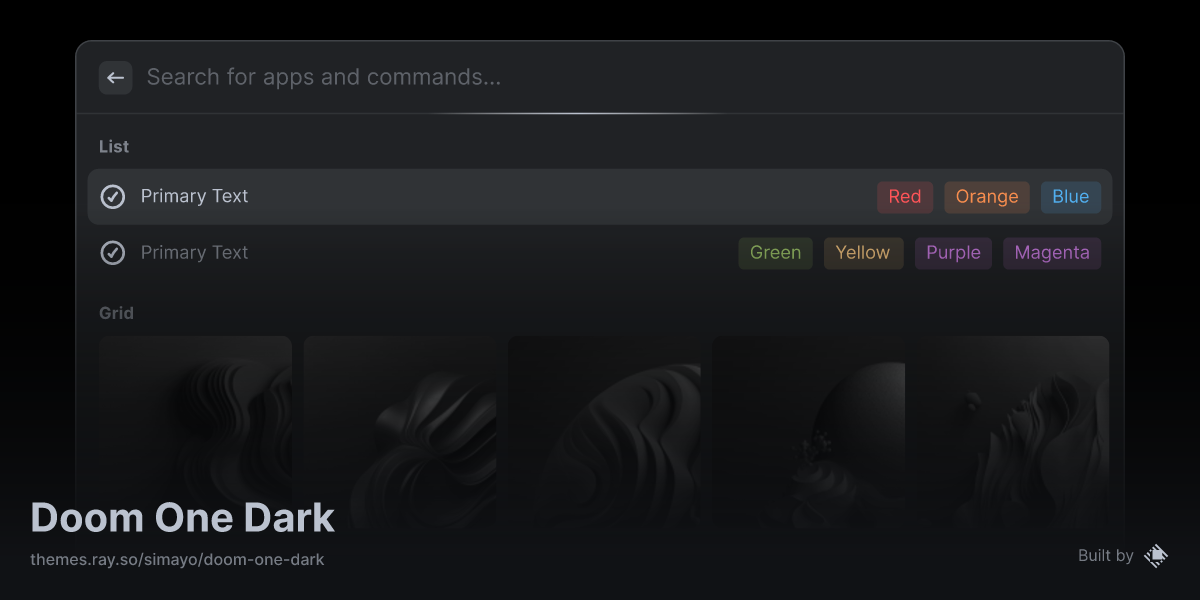 Search for apps and commands...
List
Primary Text Red Orange Blue
Primary Text Green Yellow Purple Magenta
Grid
Doom One Dark
themes.ray.so/simayo/doom-one-dark
Built by